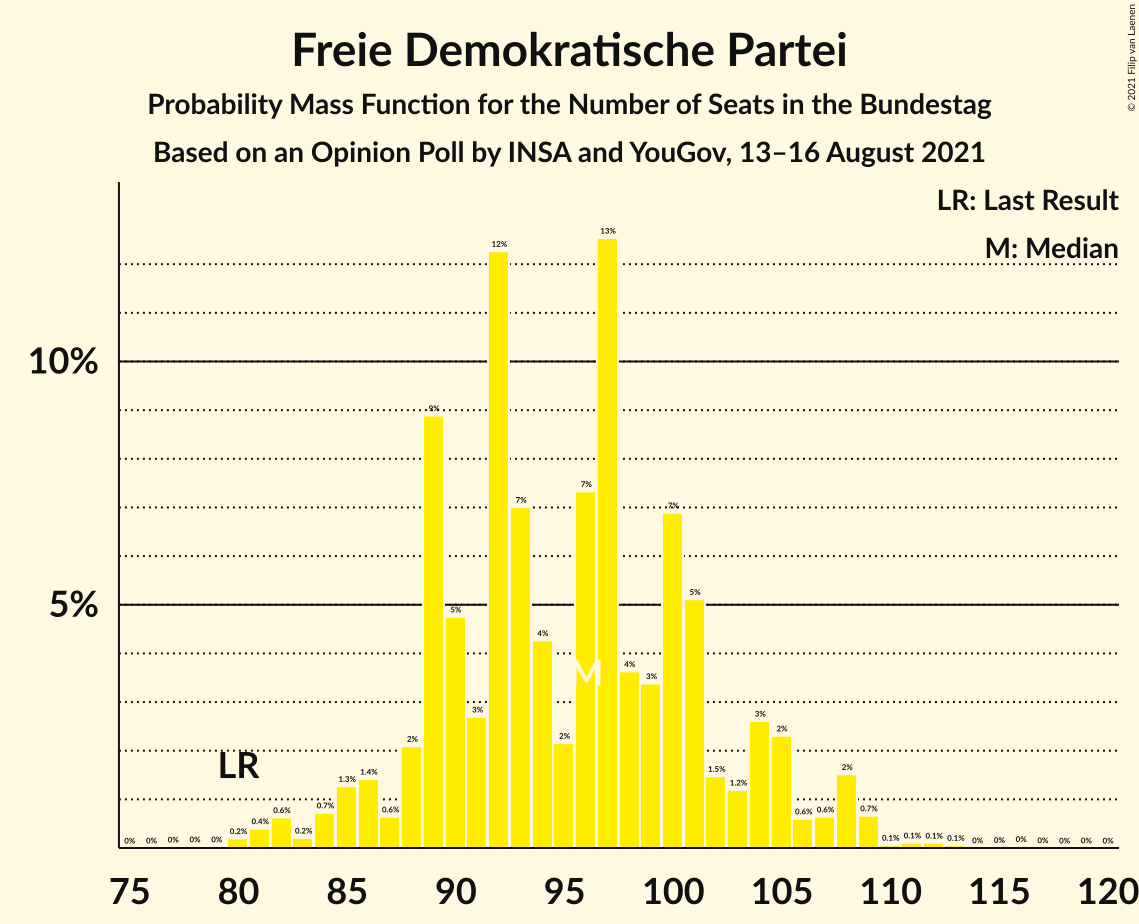 © 2021 Filip van Laenen
Freie Demokratische Partei
Probability Mass Function for the Number of Seats in the Bundestag
Based on an Opinion Poll by INSA and YouGov, 13–16 August 2021
LR: Last Result
M: Median
10%
5%
0% 0% 0% 0% 0% 0.2% 0.4% 0.6% 0.2% 0.7% 1.3% 1.4% 0.6% 2% 9% 5% 3% 12% 7% 4% 2% 7% 13% 4% 3% 7% 5% 1.5% 1.2% 3% 2% 0.6% 0.6% 2% 0.7% 0.1% 0.1% 0.1% 0.1% 0% 0% 0% 0% 0% 0% 0%
LR
M
75 80 85 90 95 100 105 110 115 120